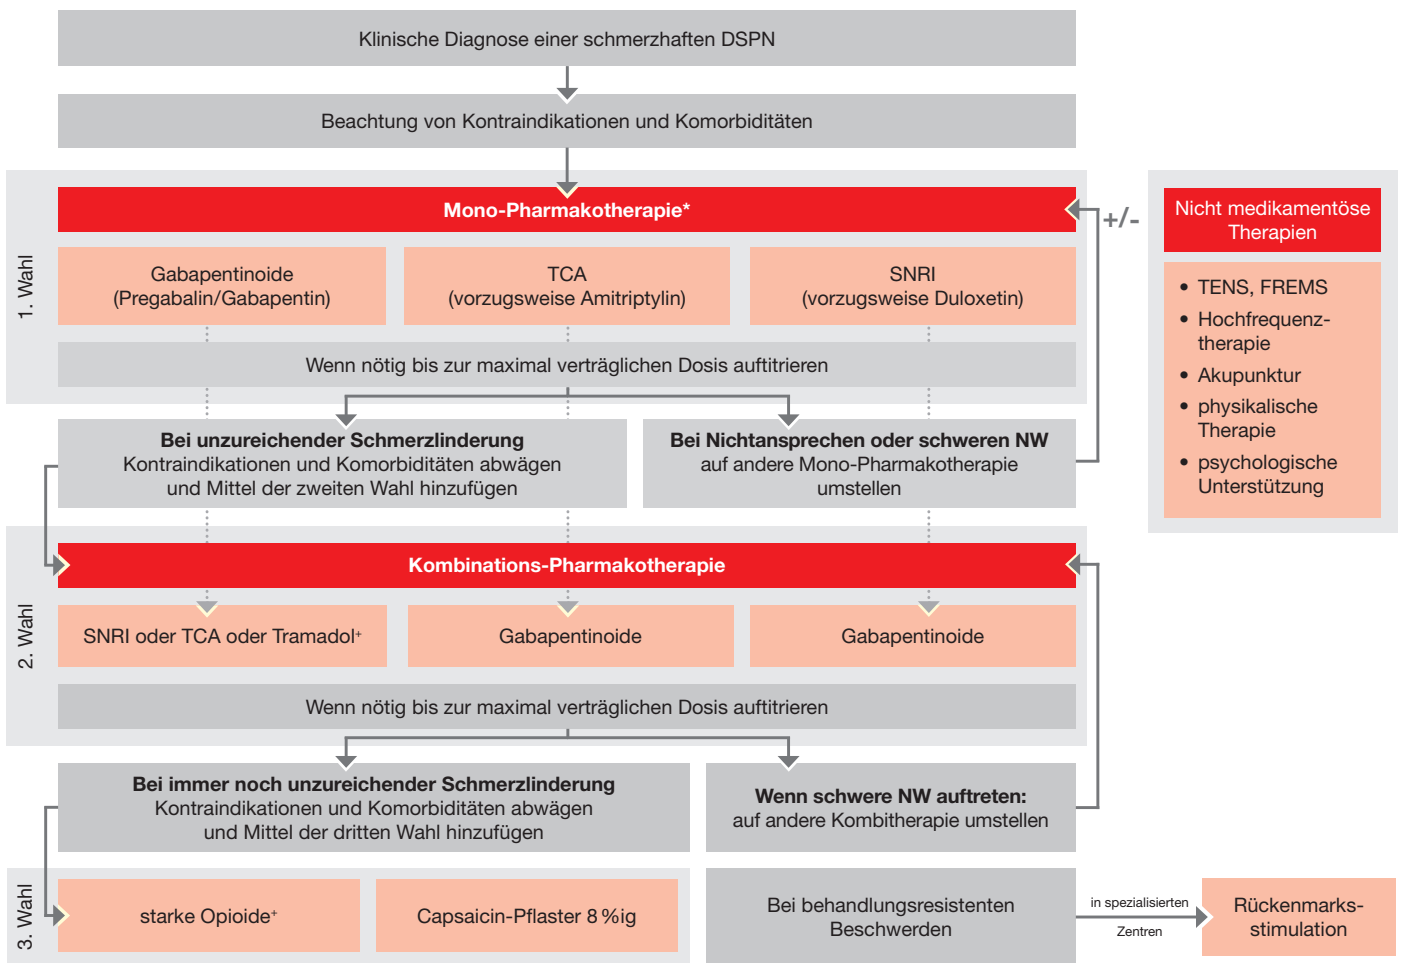 Klinische Diagnose einer schmerzhaften DSPN
Beachtung von Kontraindikationen und Komorbiditäten
1. Wahl
Mono-Pharmakotherapie*
+/-
Gabapentinoide
(Pregabalin/Gabapentin)
TCA
(vorzugsweise Amitriptylin)
SNRI
(vorzugsweise Duloxetin)
Wenn nötig bis zur maximal verträglichen Dosis auftitrieren
Bei unzureichender Schmerzlinderung
Kontraindikationen und Komorbiditäten abwägen
und Mittel der zweiten Wahl hinzufügen
Bei Nichtansprechen oder schweren NW
auf andere Mono-Pharmakotherapie
umstellen
Nicht medikamentöse
Therapien
• TENS, FREMS
• Hochfrequenz-
therapie
• Akupunktur
• physikalische
Therapie
• psychologische
Unterstützung
2. Wahl
Kombinations-Pharmakotherapie
SNRI oder TCA oder Tramadol+
Gabapentinoide
Gabapentinoide
Wenn nötig bis zur maximal verträglichen Dosis auftitrieren
Bei immer noch unzureichender Schmerzlinderung
Kontraindikationen und Komorbiditäten abwägen
und Mittel der dritten Wahl hinzufügen
Wenn schwere NW auftreten:
auf andere Kombitherapie umstellen
3. Wahl
starke Opioide+
Capsaicin-Pflaster 8 %ig
Bei behandlungsresistenten
Beschwerden
in spezialisierten
Zentren
Rückenmarks-
stimulation